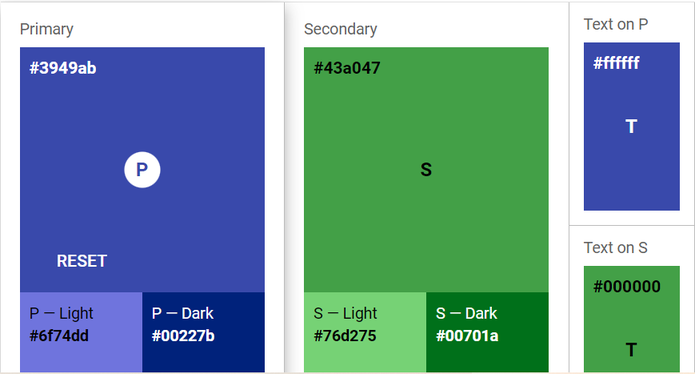 Primary
#3949ab
P
RESET
P — Light
#6f74dd
P — Dark
#00227b
Secondary
#43a047
S
S — Light
#76d275
S — Dark
#00701a
Text on P
#ffffff
T
Text on S
#000000
T